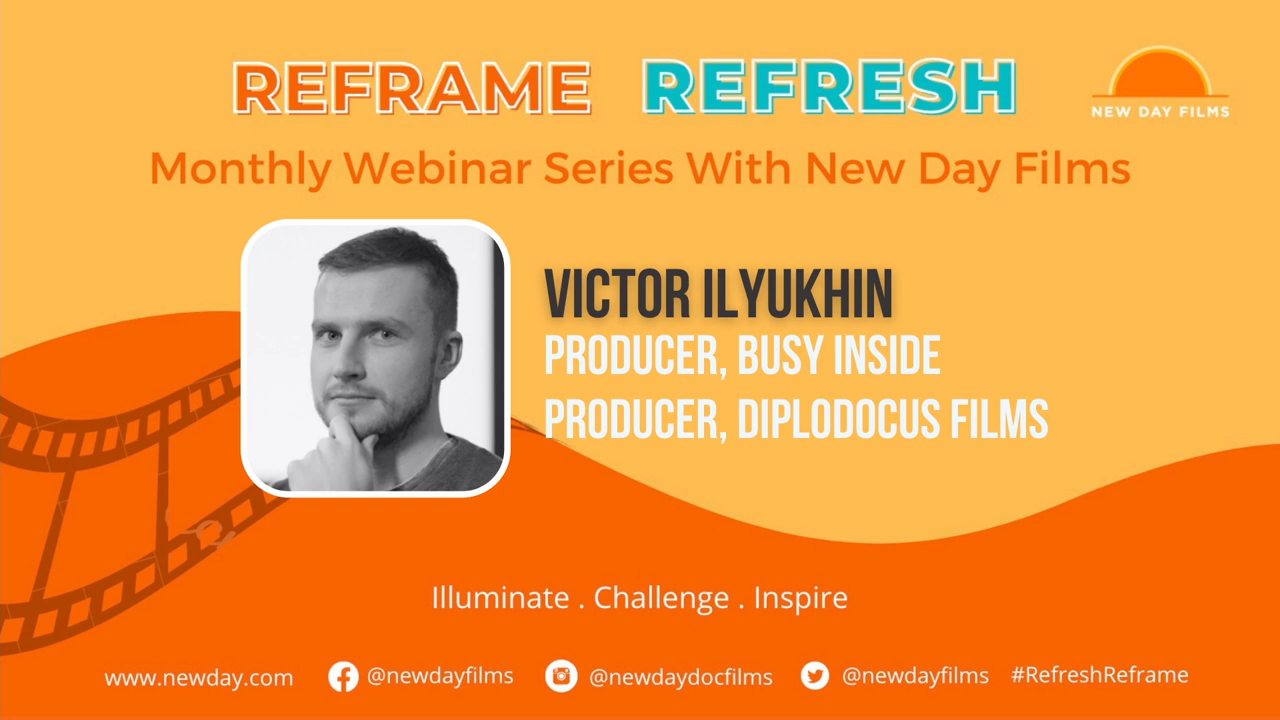 REFRAME REFRESH
NEW DAY FILMS
Monthly Webinar Series With New Day Films
VICTOR ILYUKHIN
PRODUCER, BUSY INSIDE
PRODUCER, DIPLODOCUS FILMS
Illuminate . Challenge . Inspire
www.newday.com @newdayfilms @newdaydocfilms @newdayfilms #RefreshReframe